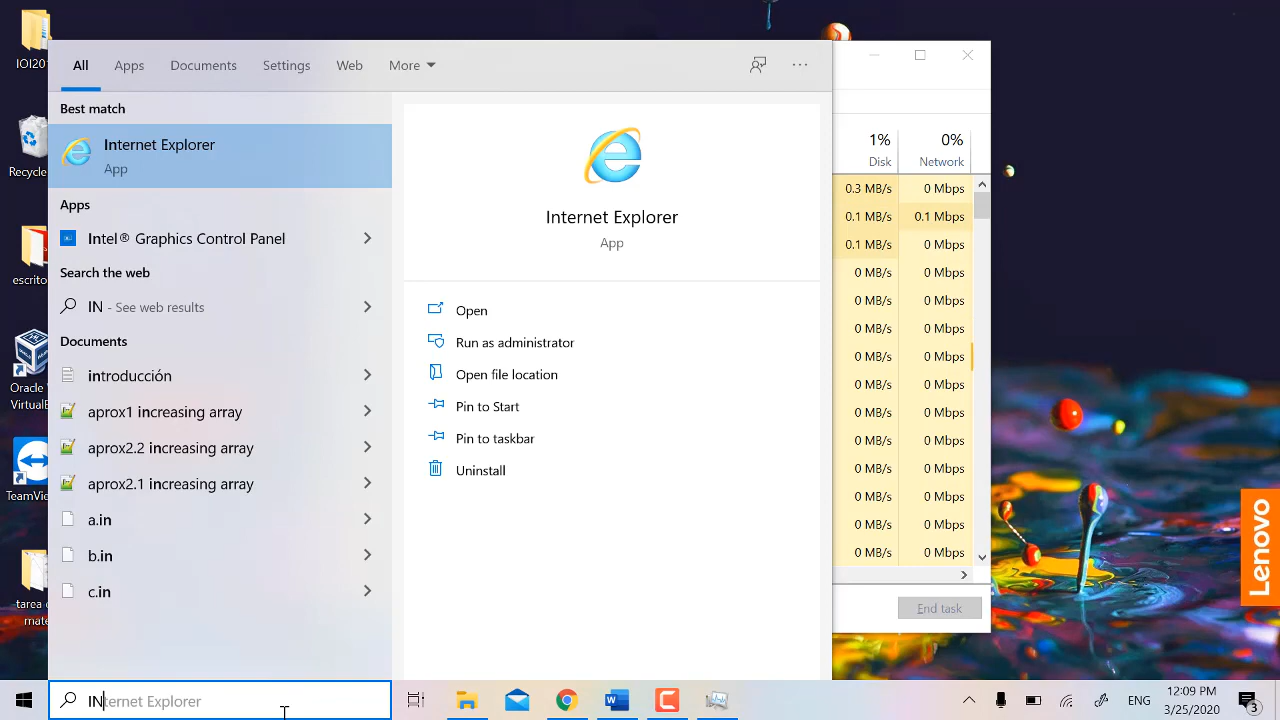 IOI20
Recycle
escrito
Oracle
VirtualB
TeamVie
tarea d
mate
All
Apps
Documents
Settings
Web
More
Best match
Internet Explorer
App
Apps
Intel® Graphics Control Panel
Search the web
IN - See web results
Documents
introducción
aprox1 increasing array
aprox2.2 increasing array
aprox2.1 increasing array
a.in
b.in
c.in
Internet Explorer
App
Open
Run as administrator
Open file location
Pin to Start
Pin to taskbar
Uninstall
1% 0%
Disk Network
0.3 MB/s 0 Mbps
0.1 MB/s 0.1 Mbps
0.1 MB/s 0 Mbps
0 MB/s 0 Mbps
0 MB/s 0 Mbps
0 MB/s 0 Mbps
0 MB/s 0 Mbps
0 MB/s 0 Mbps
0 MB/s 0 Mbps
0 MB/s 0 Mbps
0 MB/s 0 Mbps
0 MB/s 0 Mbps
0 MB/s 0 Mbps
0 MB/s 0 Mbps
End task
Lenovo
INternet Explorer
ENG
12:09 PM
3/25/2020
3